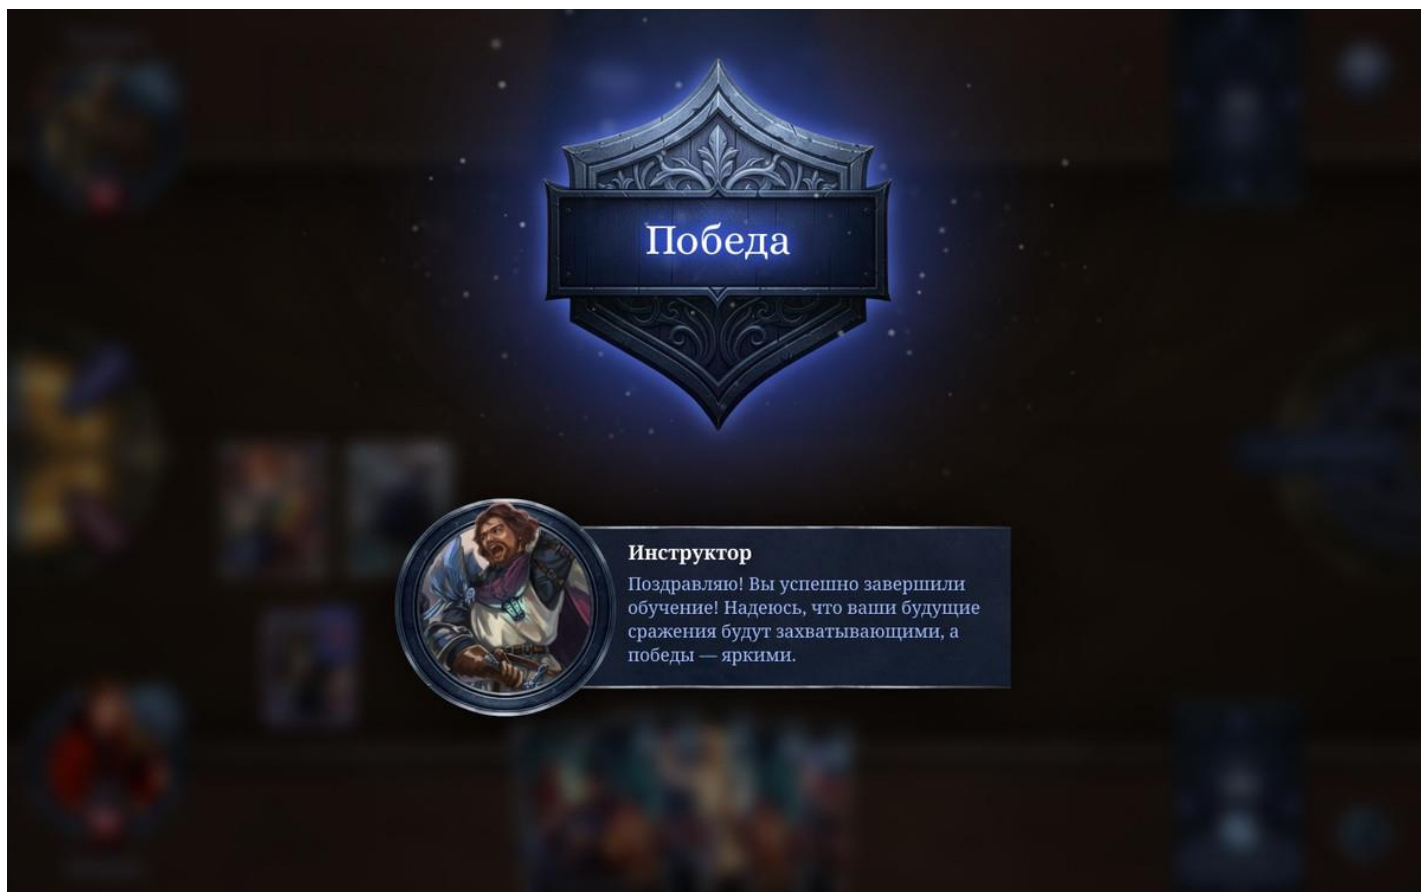 Победа
Инструктор
Поздравляю! Вы успешно завершили
обучение! Надеюсь, что ваши будущие
сражения будут захватывающими, а
победы — яркими.